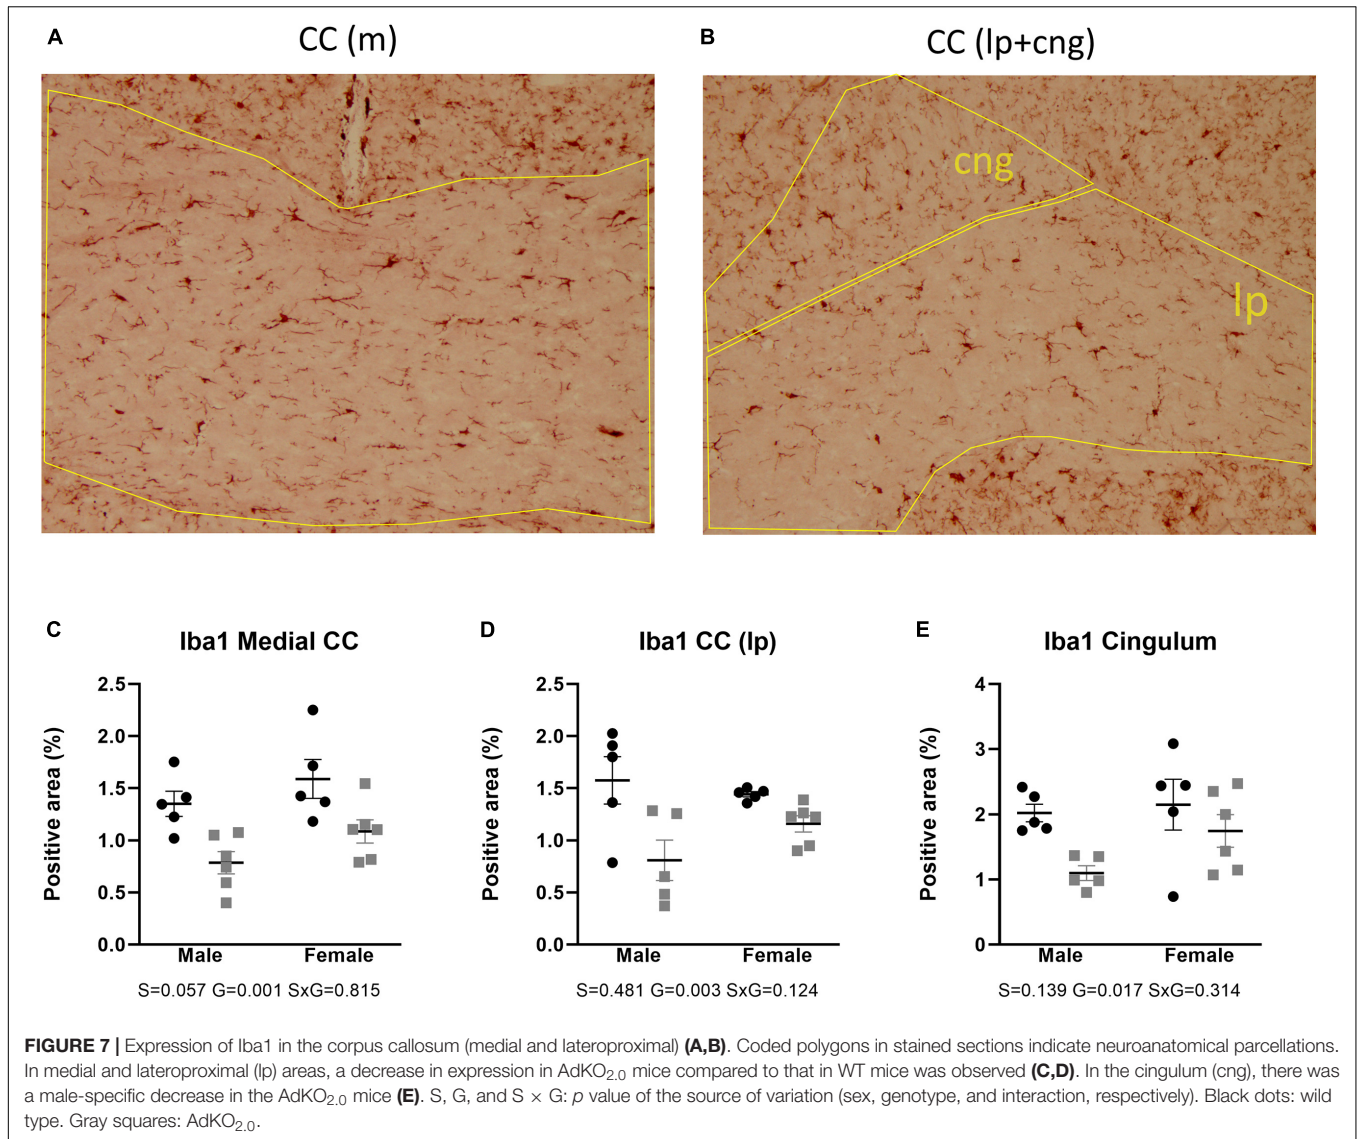 A
CC (m)
B
CC (lp+cng)
cng
lp
C
Iba1 Medial CC
Positive area (%)
2.5
2.0
1.5
1.0
0.5
0.0
Male
Female
S=0.057 G=0.001 SxG=0.815
D
Iba1 CC (lp)
Positive area (%)
2.5
2.0
1.5
1.0
0.5
0.0
Male
Female
S=0.481 G=0.003 SxG=0.124
E
Iba1 Cingulum
Positive area (%)
4
3
2
1
0
Male
Female
S=0.139 G=0.017 SxG=0.314
FIGURE 7 | Expression of Iba1 in the corpus callosum (medial and lateroproximal) (A,B). Coded polygons in stained sections indicate neuroanatomical parcellations.
In medial and lateroproximal (lp) areas, a decrease in expression in AdKO2.0 mice compared to that in WT mice was observed (C,D). In the cingulum (cng), there was
a male-specific decrease in the AdKO2.0 mice (E). S, G, and S × G: p value of the source of variation (sex, genotype, and interaction, respectively). Black dots: wild
type. Gray squares: AdKO2.0.